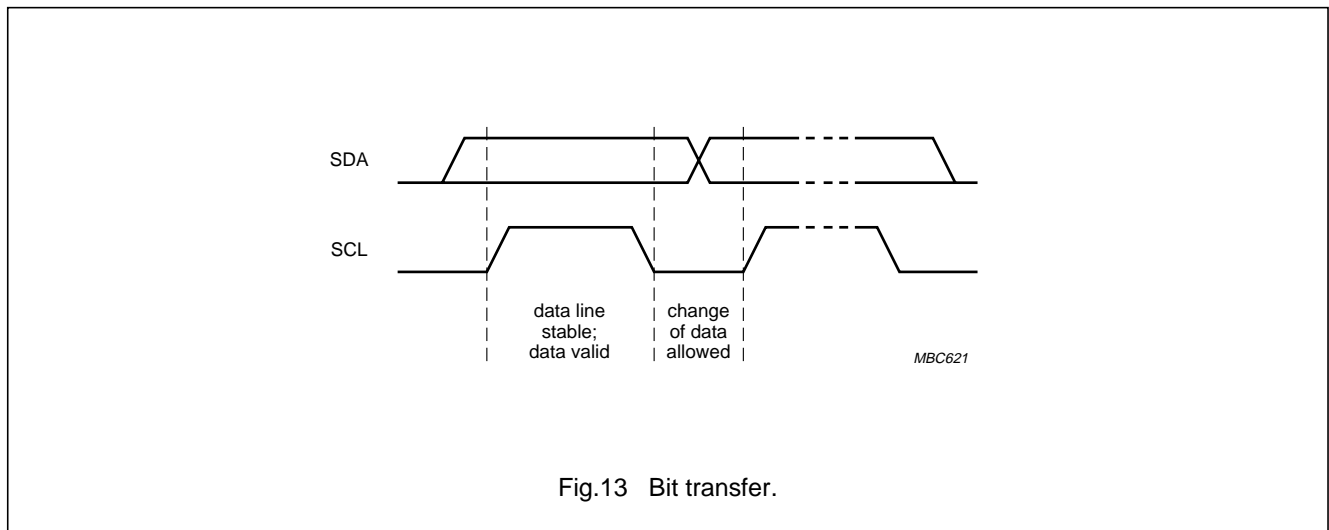 SDA
SCL
data line
stable;
data valid
change
of data
allowed
MBC621
Fig.13 Bit transfer.